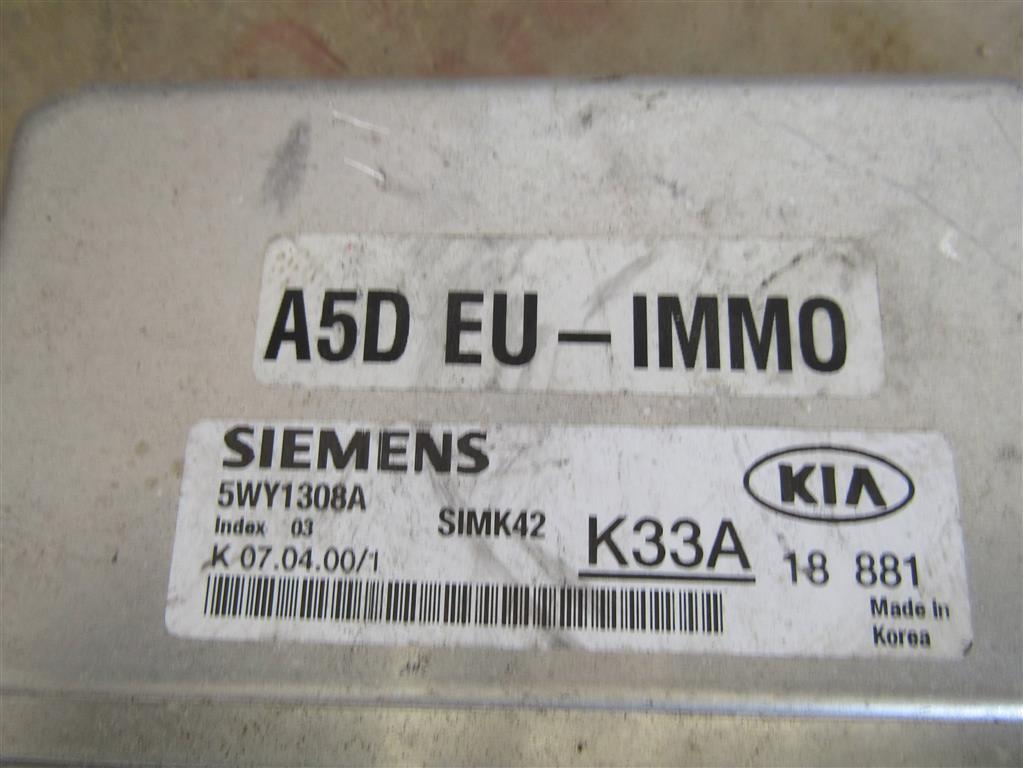 A5D EU – IMMO
SIEMENS
5WY1308A
Index 03
SIMK42
K 07.04.00/1
K33A
KIA
18 881
Made in
Korea